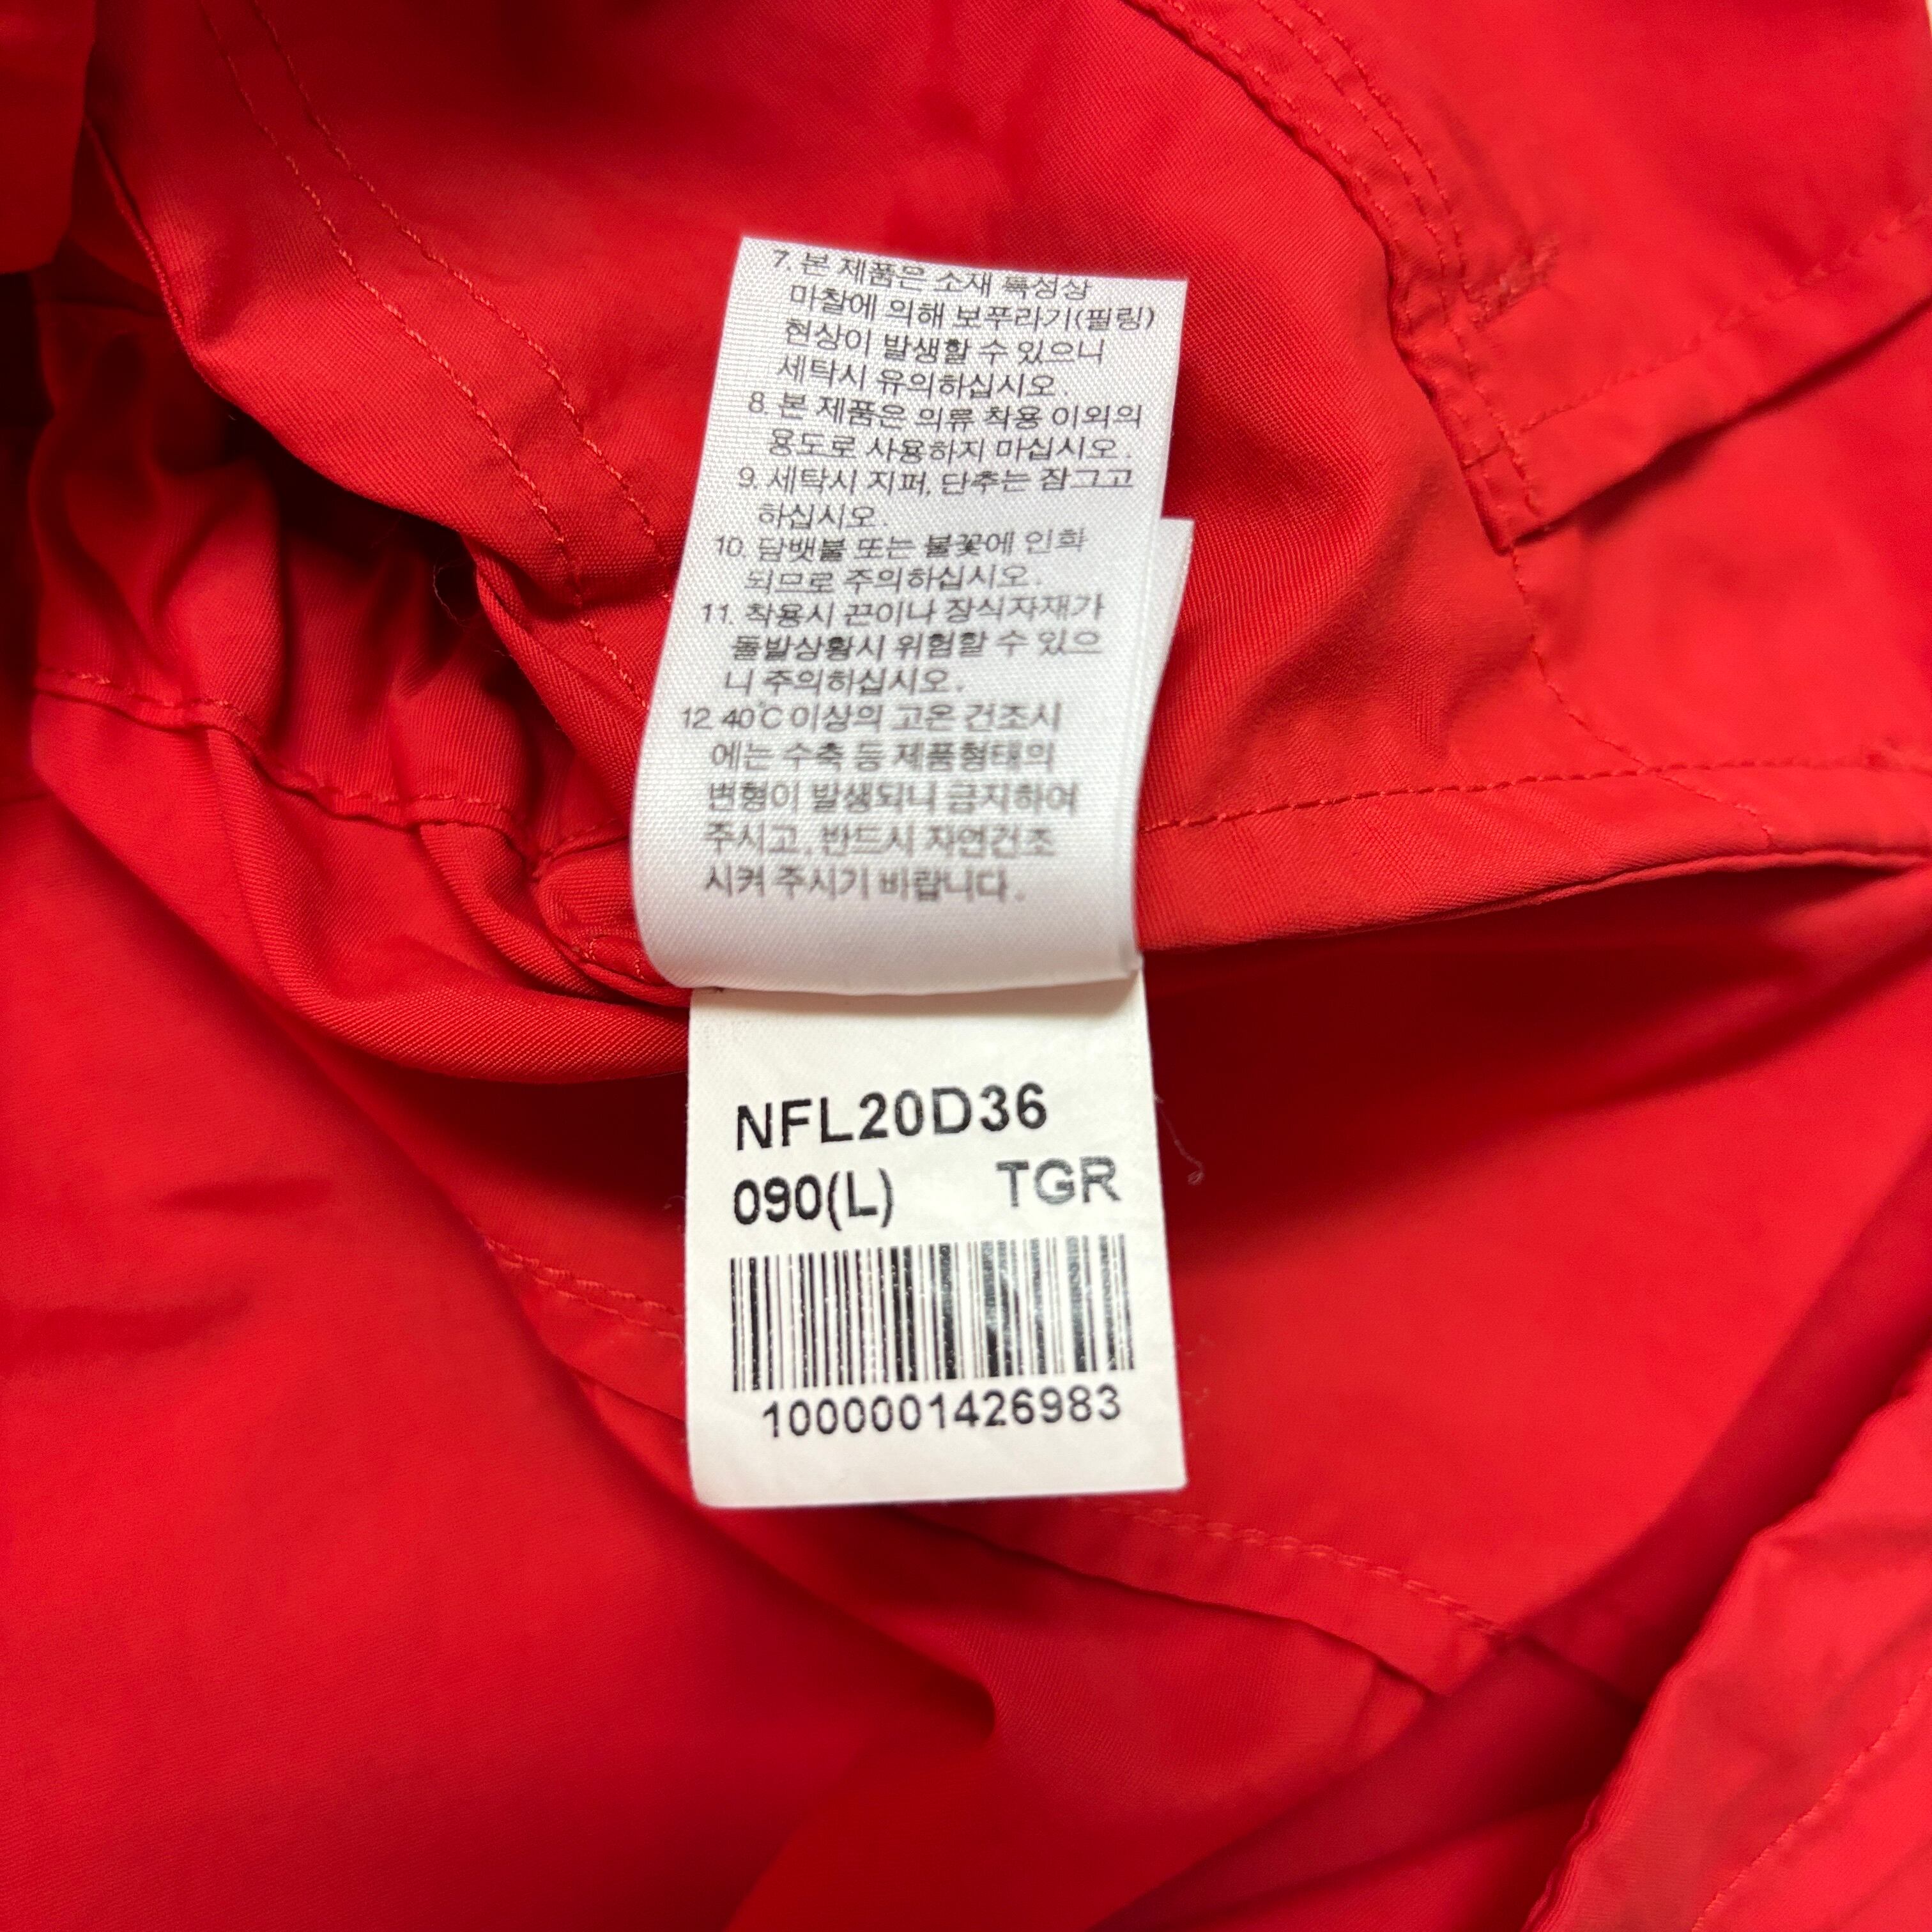 7. 본 제품은 소재 특성상
마찰에 의해 보푸라기(필링)
현상이 발생할 수 있으니
세탁시 유의하십시오.
8. 본 제품은 의류 착용 이외의
용도로 사용하지 마십시오.
9. 세탁시 지퍼, 단추는 잠그고
하십시오.
10. 담뱃불 또는 불꽃에 인화
되므로 주의하십시오.
11. 착용시 끈이나 장식자재가
돌발상황시 위험할 수 있으
니 주의하십시오.
12. 40°C 이상의 고온 건조시
에는 수축 등 제품형태의
변형이 발생되니 금지하여
주시고, 반드시 자연건조
시켜 주시기 바랍니다.
NFL20D36
090(L) TGR
1000001426983